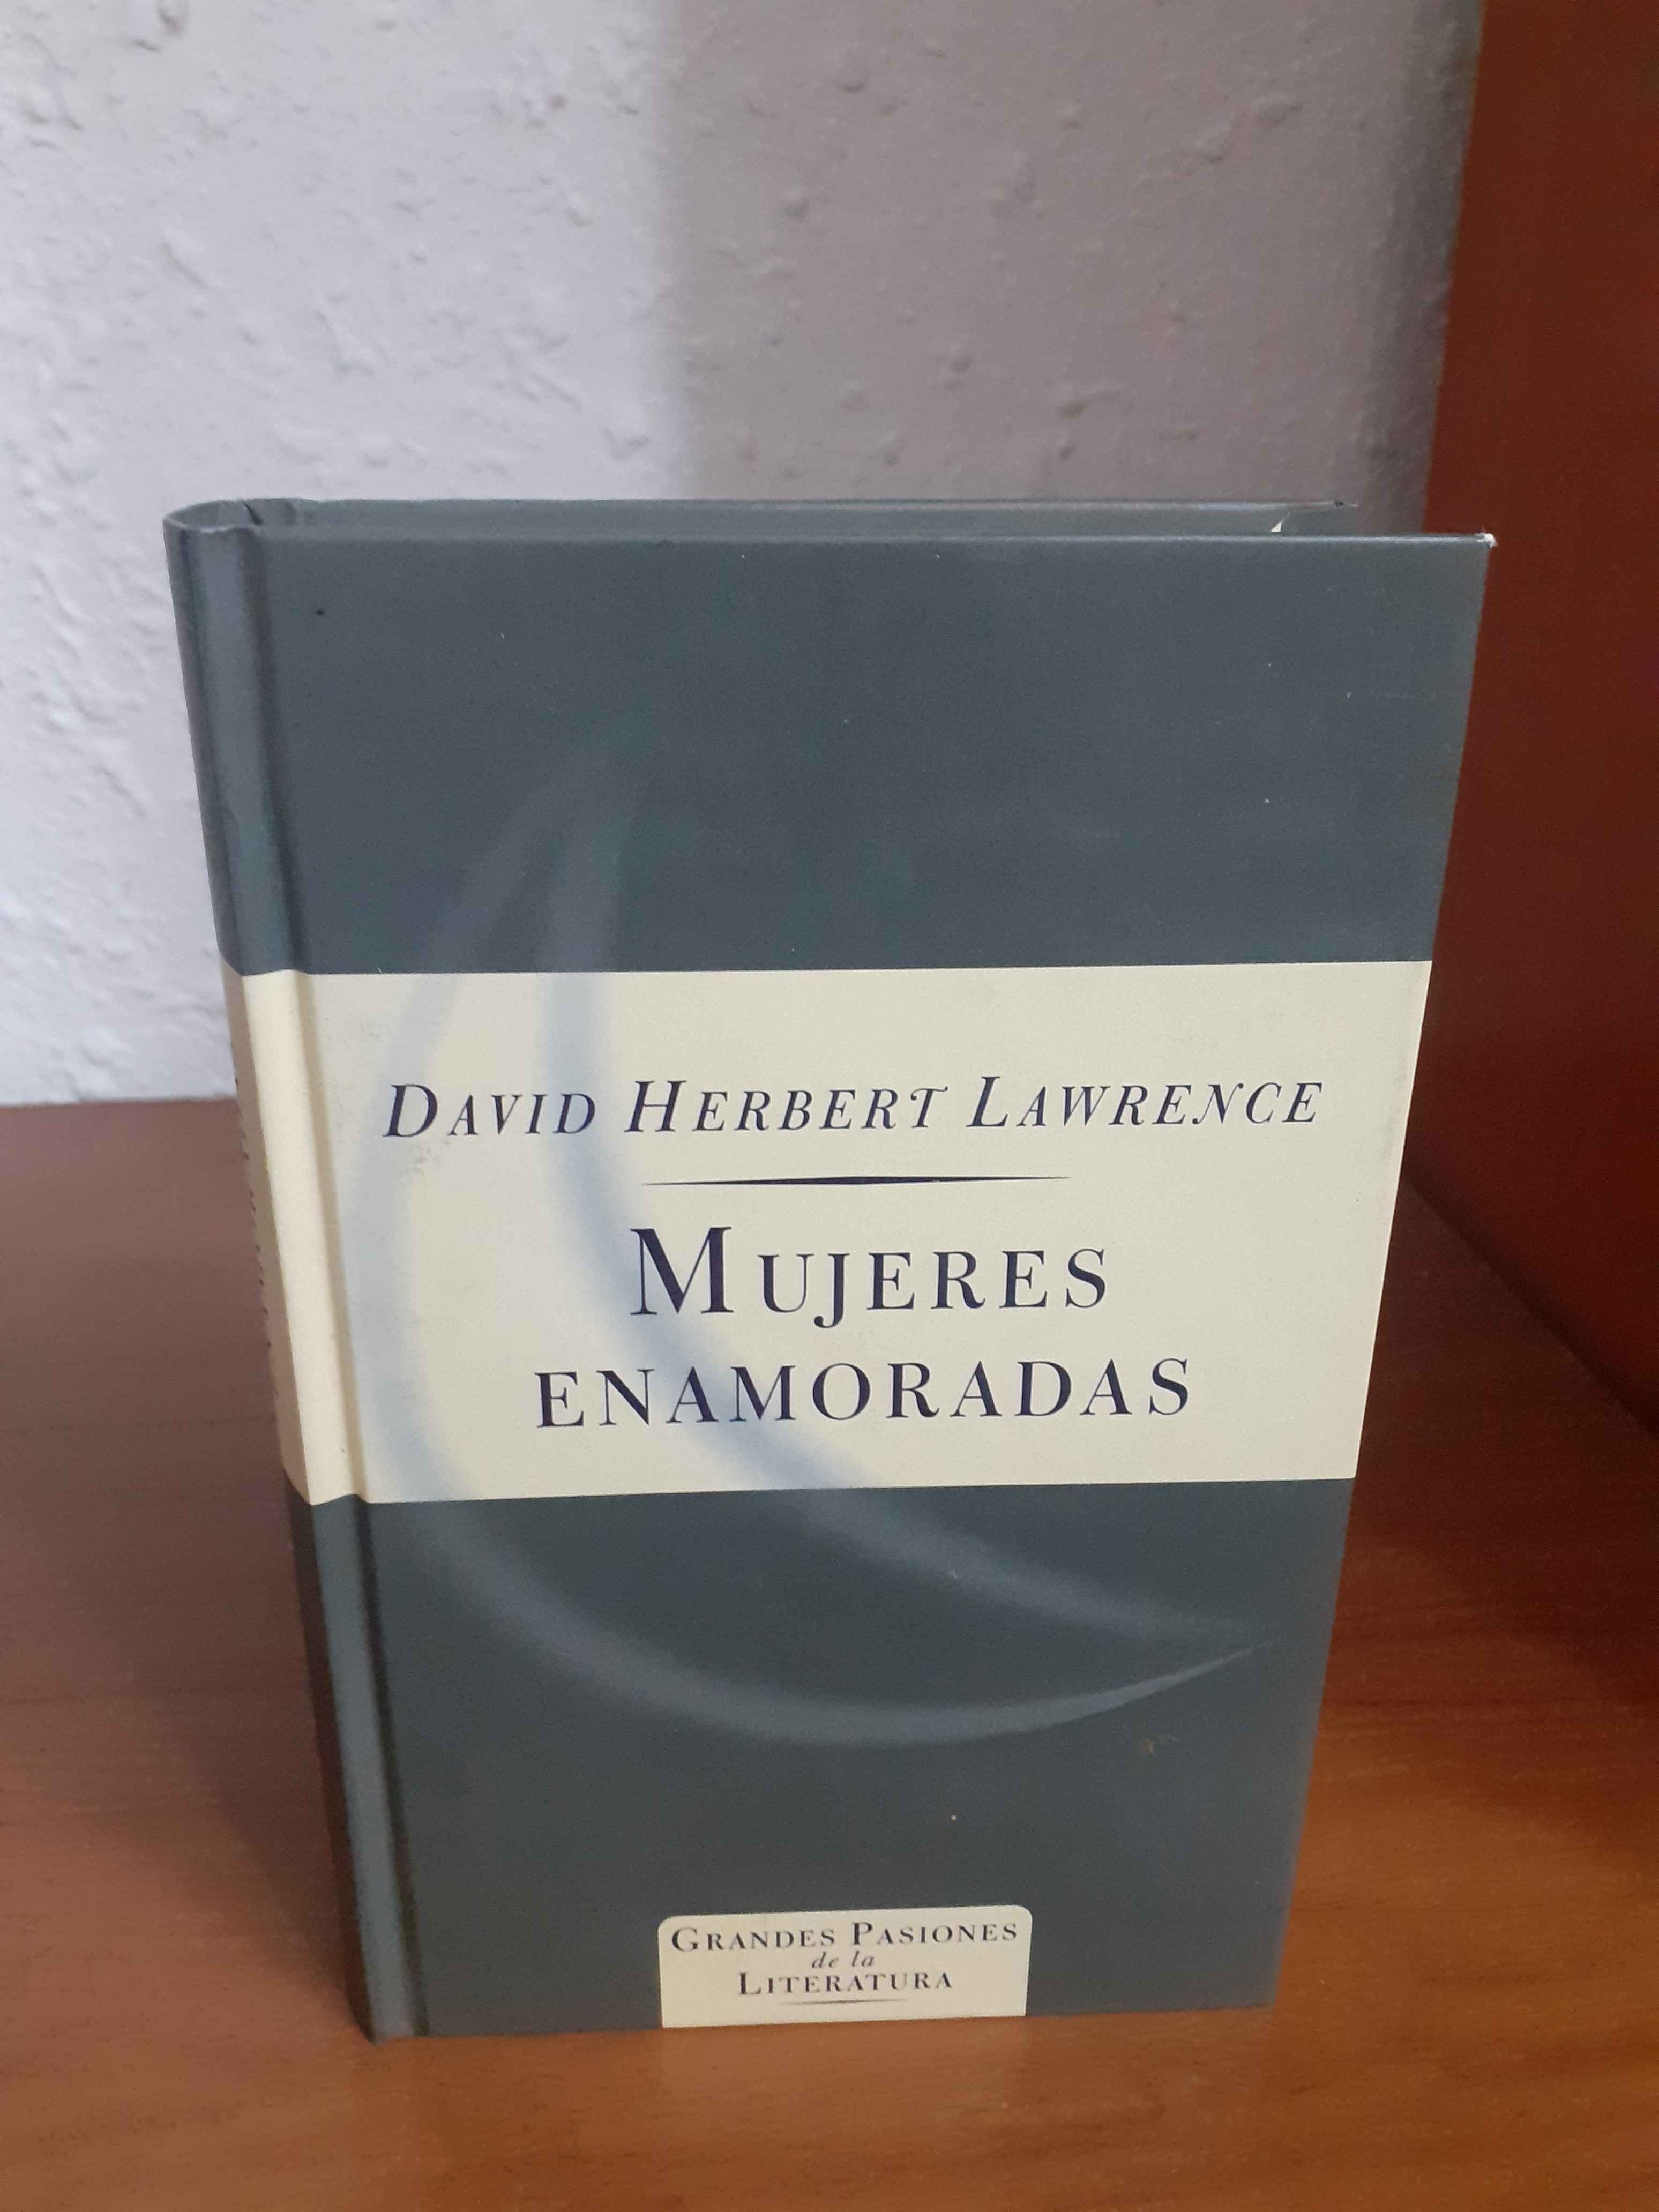 DAVID HERBERT LAWRENCE
MUJERES
ENAMORADAS
GRANDES PASIONES
de la
LITERATURA